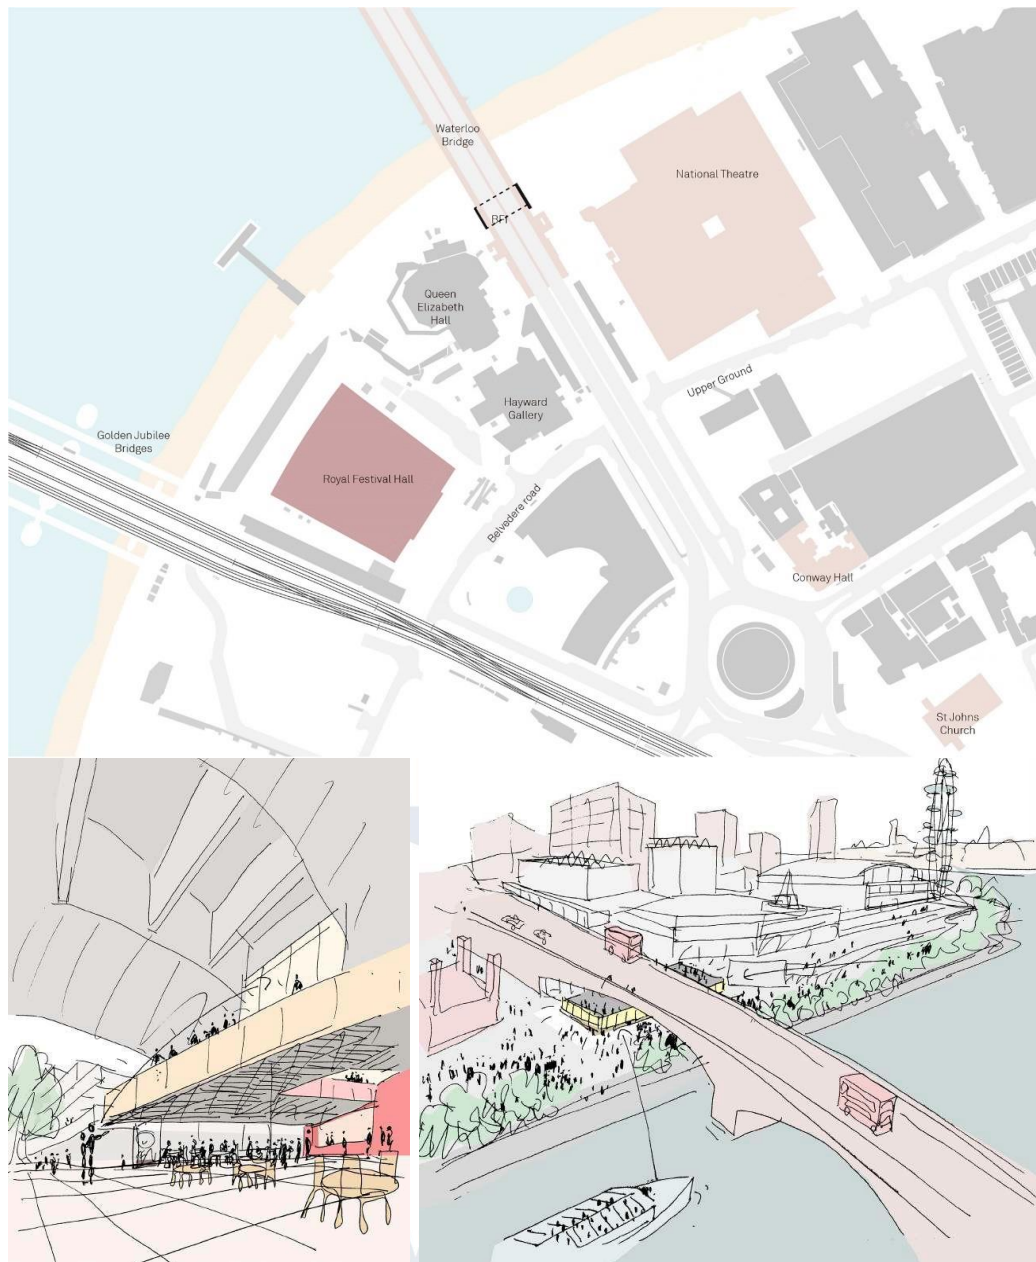 Waterloo
Bridge
National Theatre
BFI
Queen
Elizabeth
Hall
Upper Ground
Hayward
Gallery
Golden Jubilee
Bridges
Royal Festival Hall
Belvedere road
Conway Hall
St Johns
Church